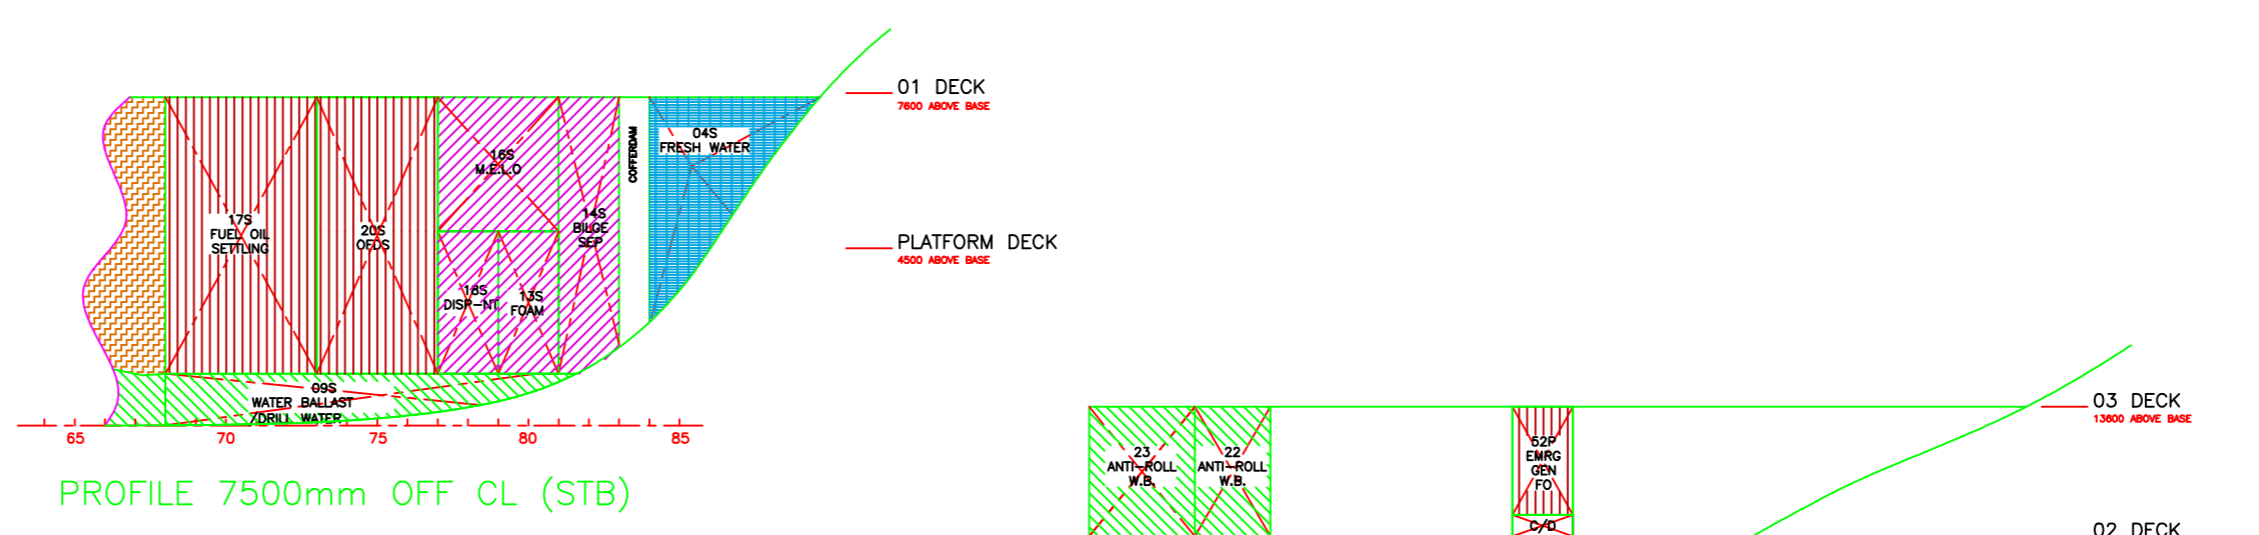 01 DECK
7600 ABOVE BASE
04S
FRESH WATER
COFFERDAM
16S
M.E.L.O
17S
FUEL OIL
SETTLING
20S
OFDS
14S
BILGE
SEP
PLATFORM DECK
4500 ABOVE BASE
18S
DISP-NT
13S
FOAM
09S
WATER BALLAST
/DRILL WATER
65 70 75 80 85
PROFILE 7500mm OFF CL (STB)
03 DECK
13600 ABOVE BASE
23
ANTI-ROLL
W.B.
22
ANTI-ROLL
W.B.
52P
EMRG
GEN
FO
C/D
02 DECK